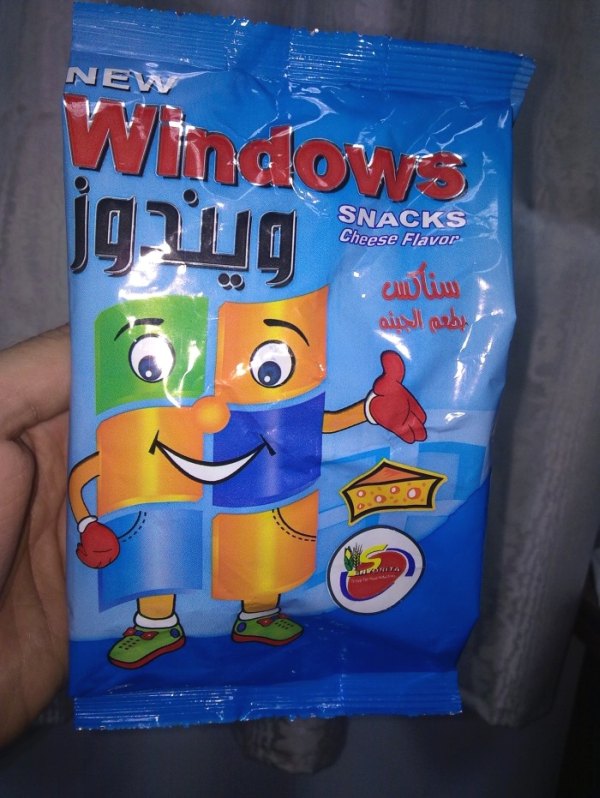 NEW
Windows
ويندوز
SNACKS
Cheese Flavor
سناكس
بطعم الجبنه